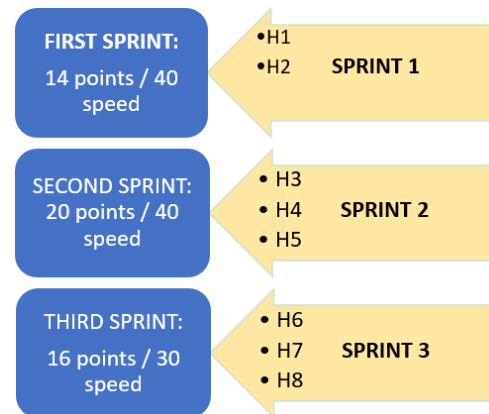 FIRST SPRINT:
14 points / 40
speed
•H1
•H2
SPRINT 1
SECOND SPRINT:
20 points / 40
speed
• H3
• H4
• H5
SPRINT 2
THIRD SPRINT:
16 points / 30
speed
• H6
• H7
• H8
SPRINT 3